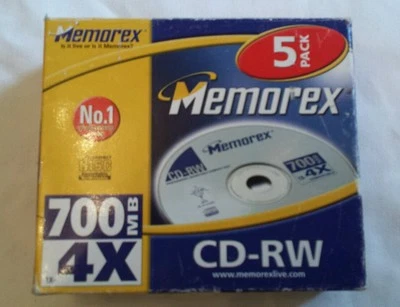 Memorex
Is it live or is it Memorex?
5
PACK
Memorex
No.1
Memorex
CD-RW
700MB
4X
700
MB
4X
CD-RW
www.memorexlive.com